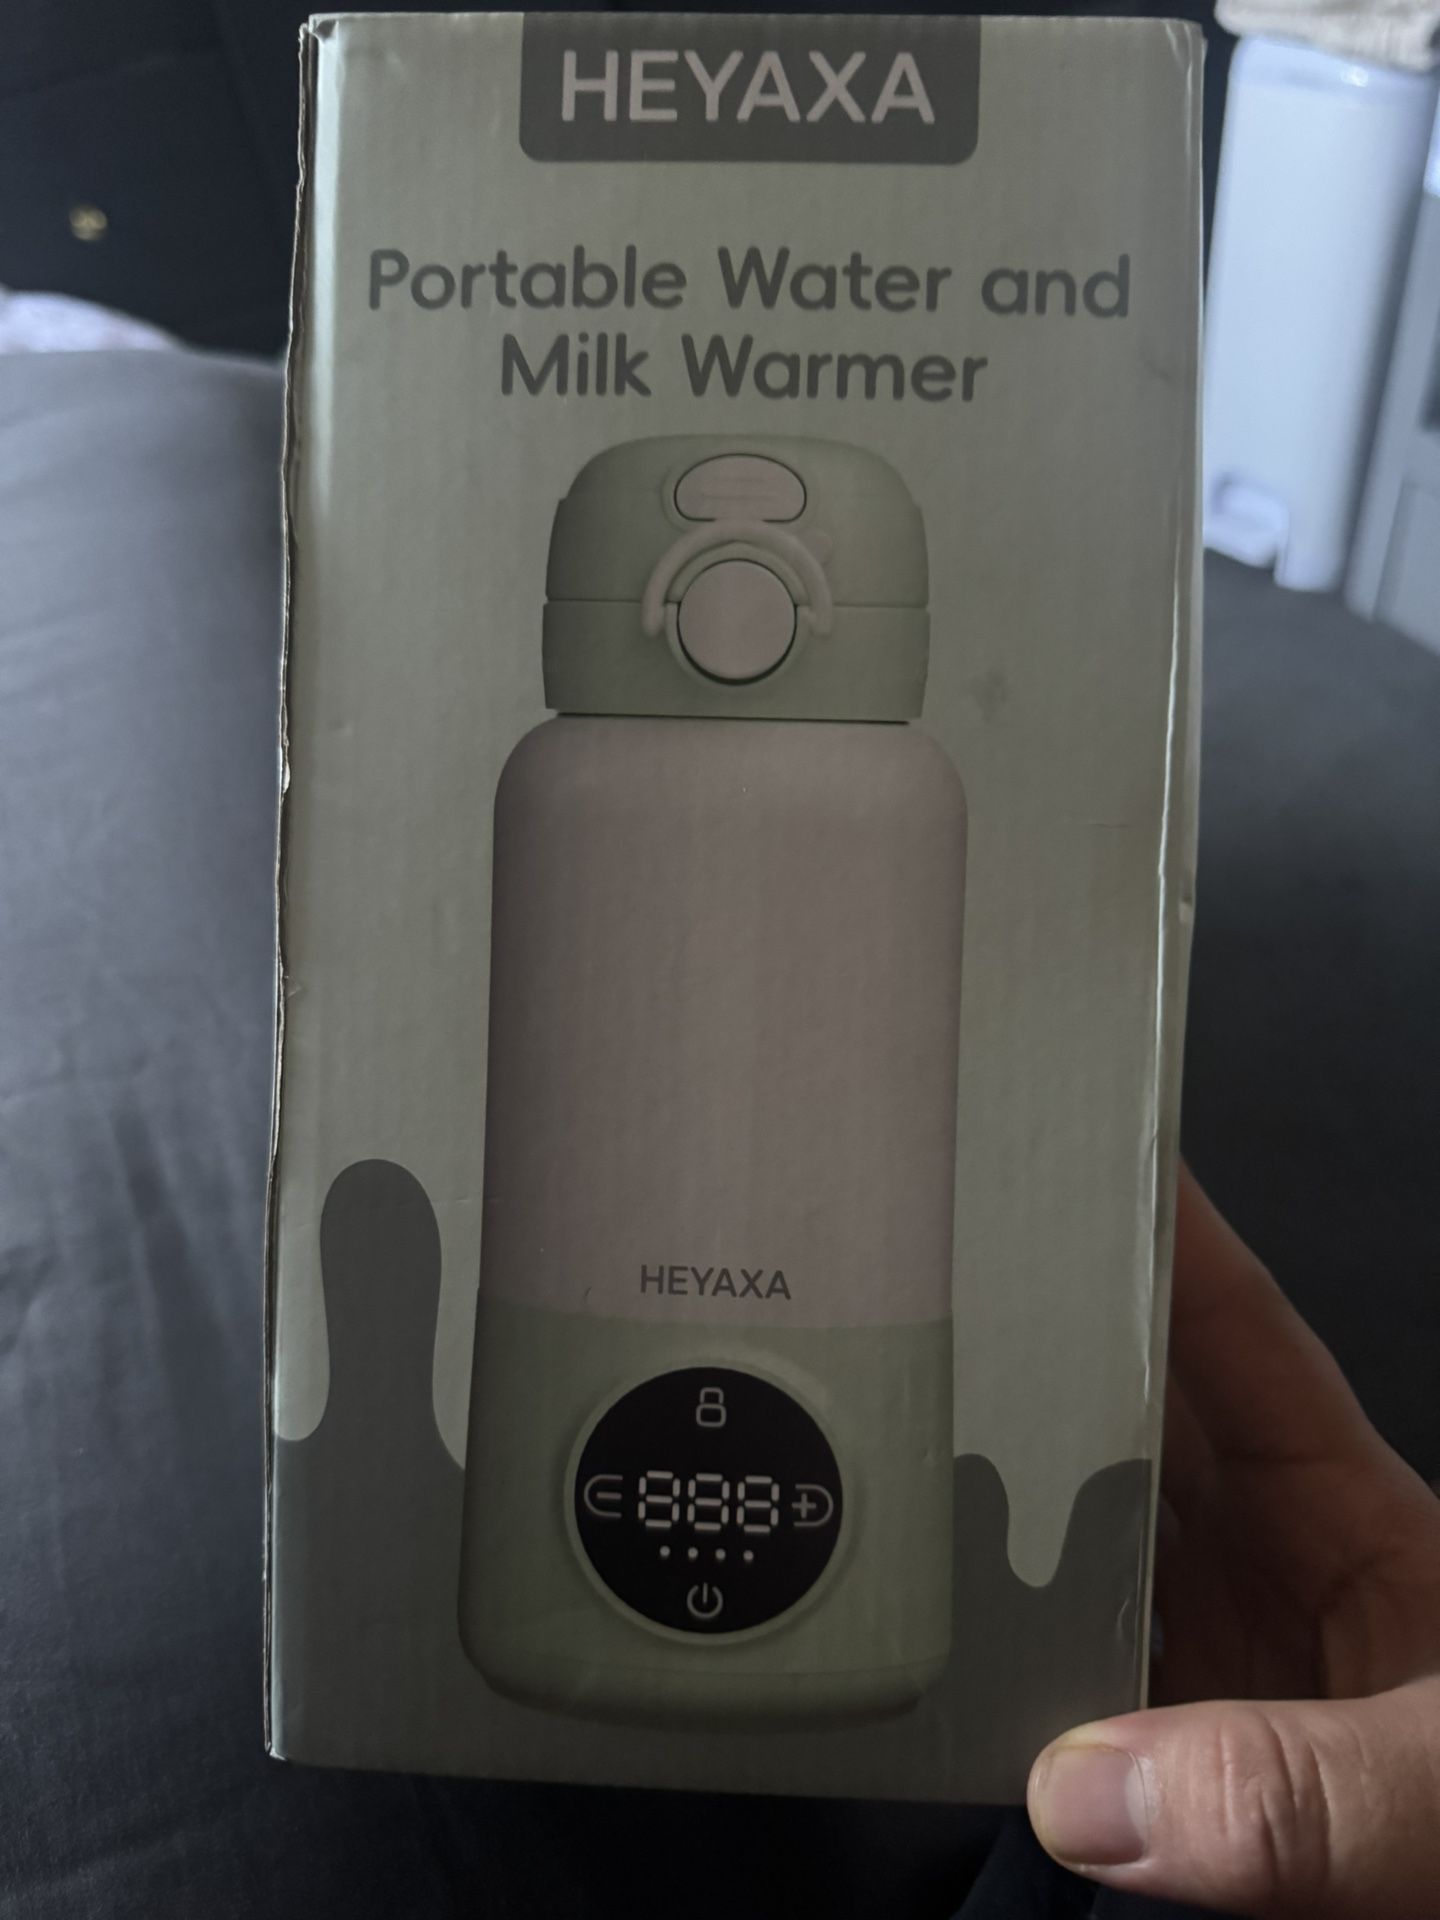 HEYAXA
Portable Water and
Milk Warmer
HEYAXA
888